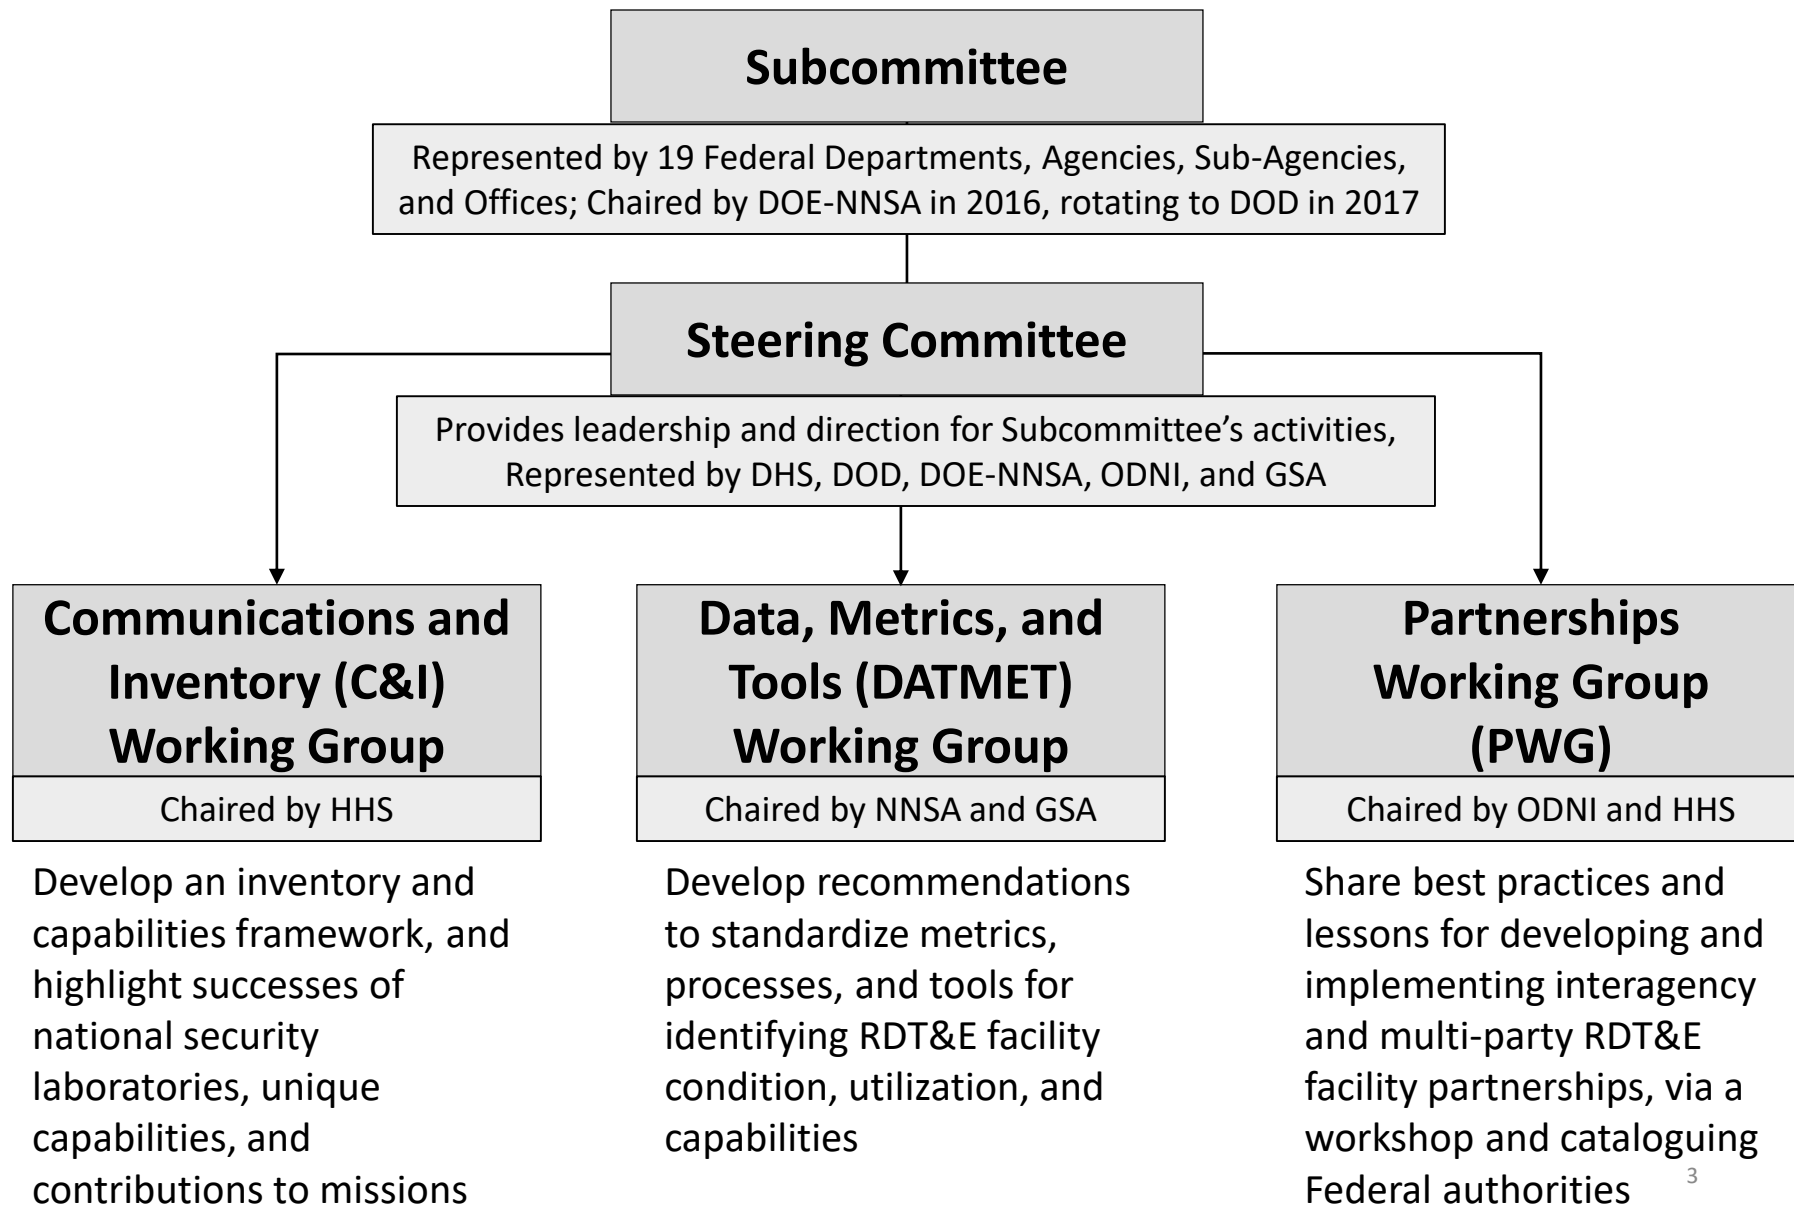 Subcommittee
Represented by 19 Federal Departments, Agencies, Sub-Agencies,
and Offices; Chaired by DOE-NNSA in 2016, rotating to DOD in 2017
Steering Committee
Provides leadership and direction for Subcommittee’s activities,
Represented by DHS, DOD, DOE-NNSA, ODNI, and GSA
Communications and
Inventory (C&I)
Working Group
Chaired by HHS
Develop an inventory and
capabilities framework, and
highlight successes of
national security
laboratories, unique
capabilities, and
contributions to missions
Data, Metrics, and
Tools (DATMET)
Working Group
Chaired by NNSA and GSA
Develop recommendations
to standardize metrics,
processes, and tools for
identifying RDT&E facility
condition, utilization, and
capabilities
Partnerships
Working Group
(PWG)
Chaired by ODNI and HHS
Share best practices and
lessons for developing and
implementing interagency
and multi-party RDT&E
facility partnerships, via a
workshop and cataloguing
Federal authorities
3